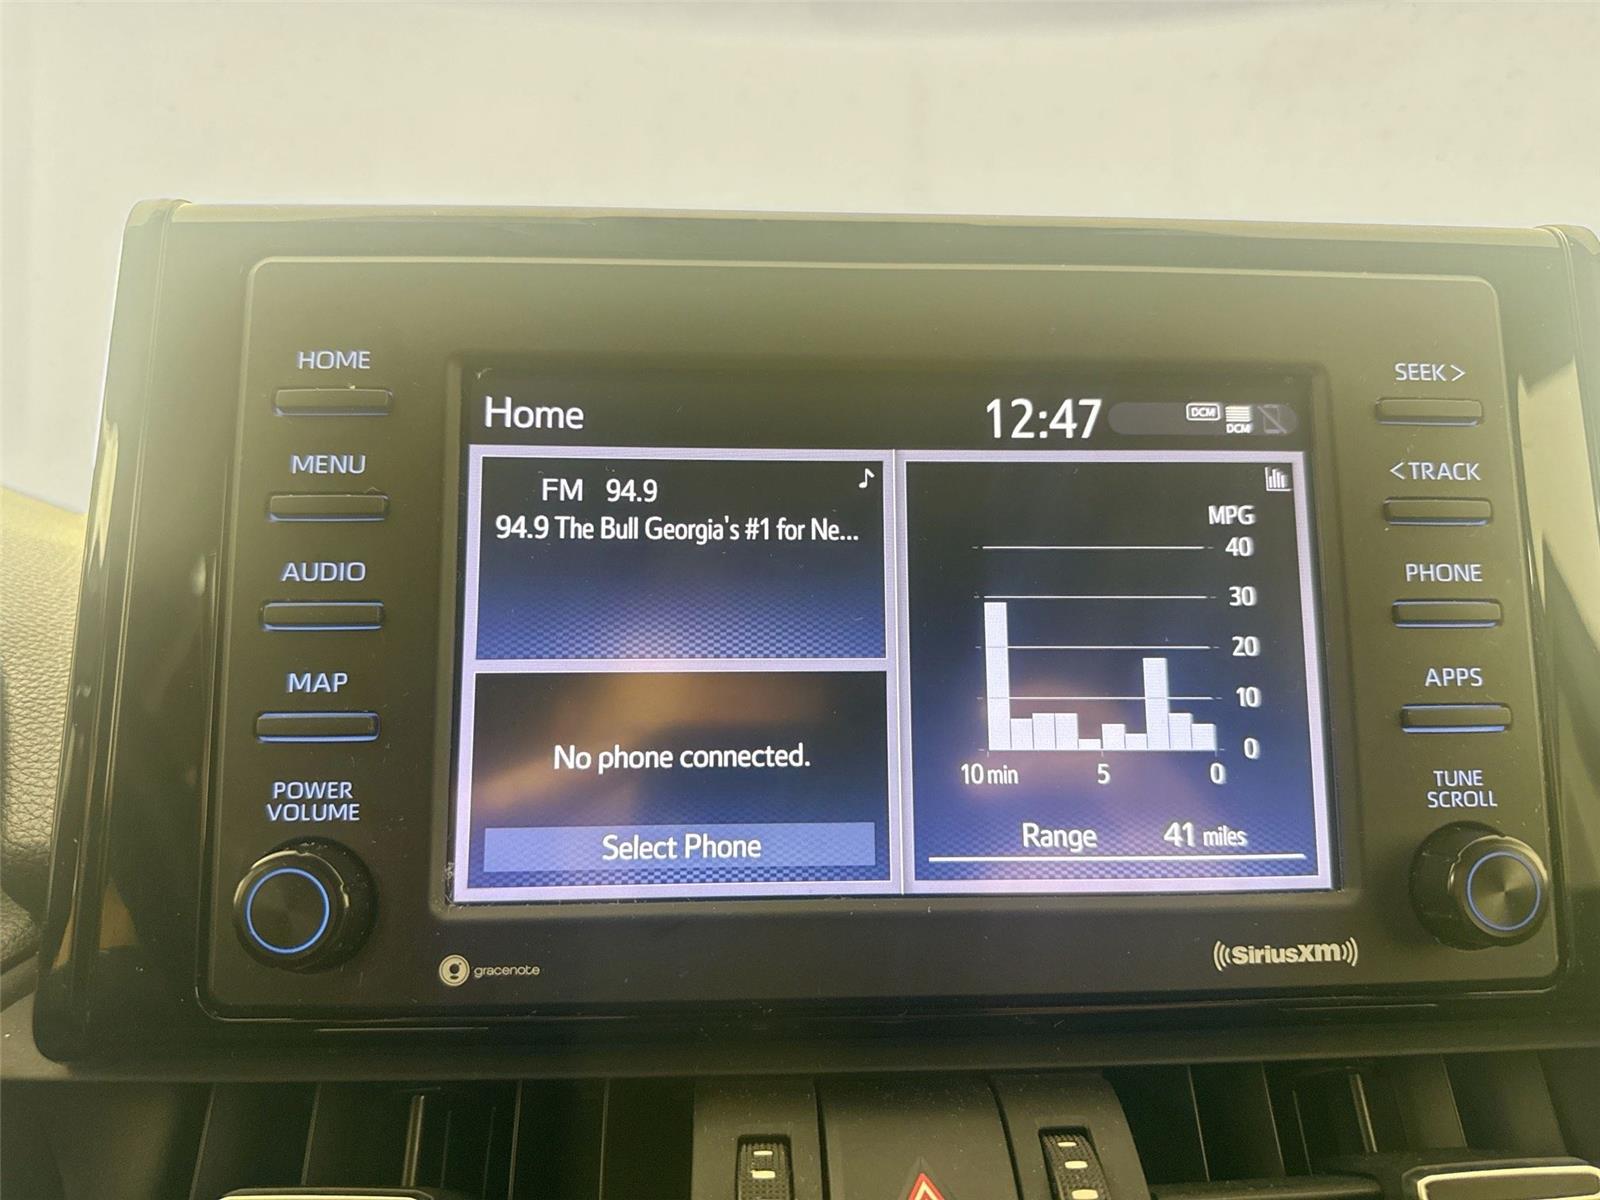 HOME
MENU
AUDIO
MAP
POWER
VOLUME
Home
12:47
DCM
DCM
FM 94.9
94.9 The Bull Georgia's #1 for Ne...
No phone connected.
Select Phone
MPG
40
30
20
10
0
10 min 5 0
Range 41 miles
SEEK >
< TRACK
PHONE
APPS
TUNE
SCROLL
gracenote
((SiriusXM))